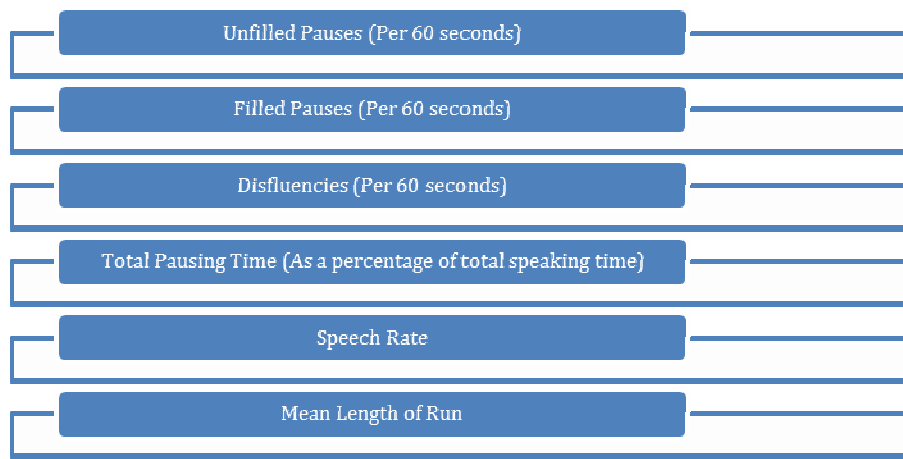 Unfilled Pauses (Per 60 seconds)
Filled Pauses (Per 60 seconds)
Disfluencies (Per 60 seconds)
Total Pausing Time (As a percentage of total speaking time)
Speech Rate
Mean Length of Run